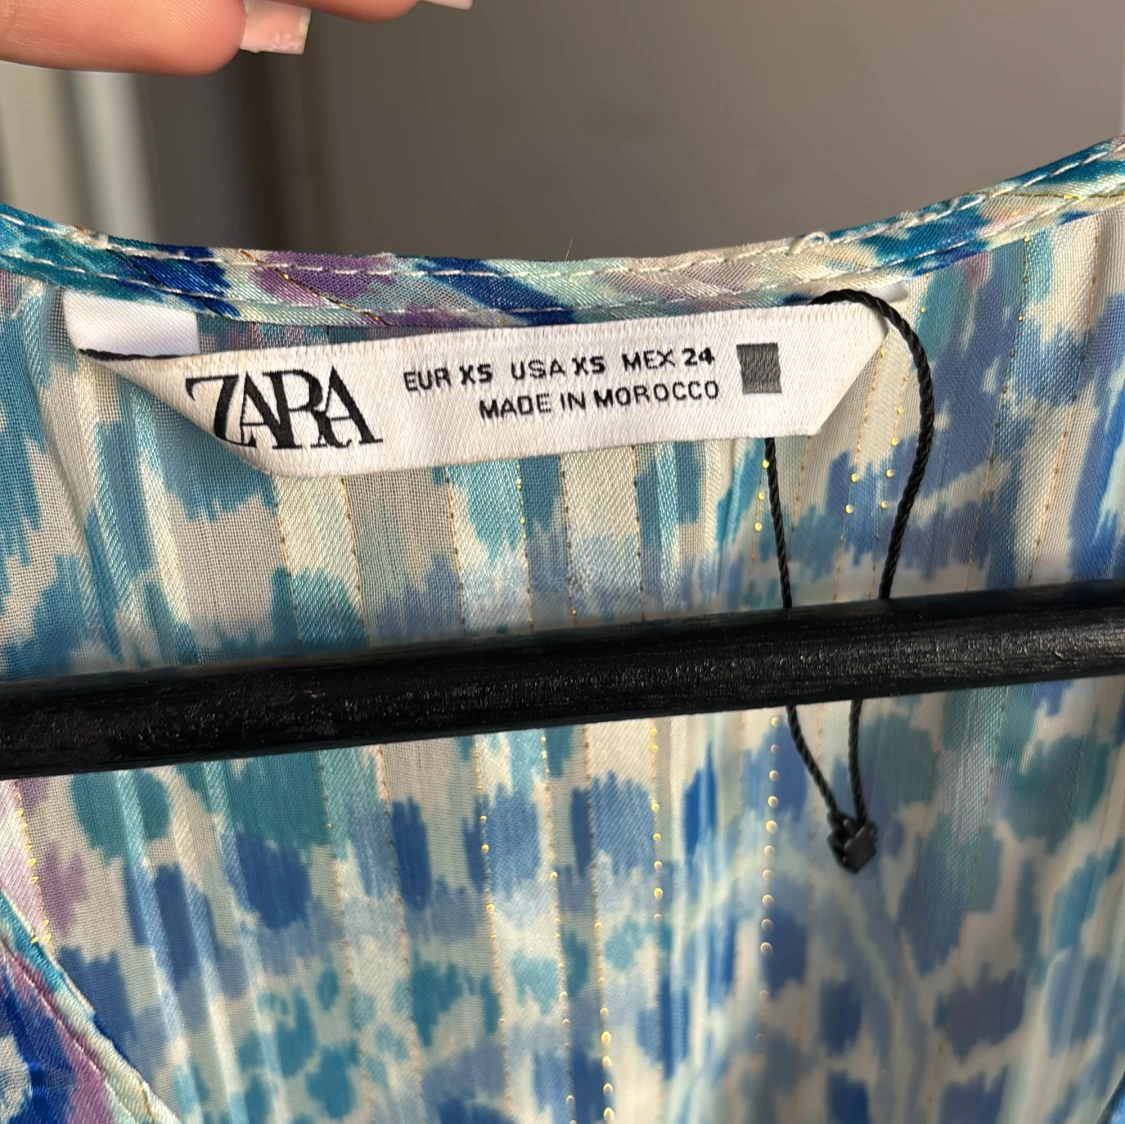 ZARA
EUR XS USA XS MEX 24
MADE IN MOROCCO